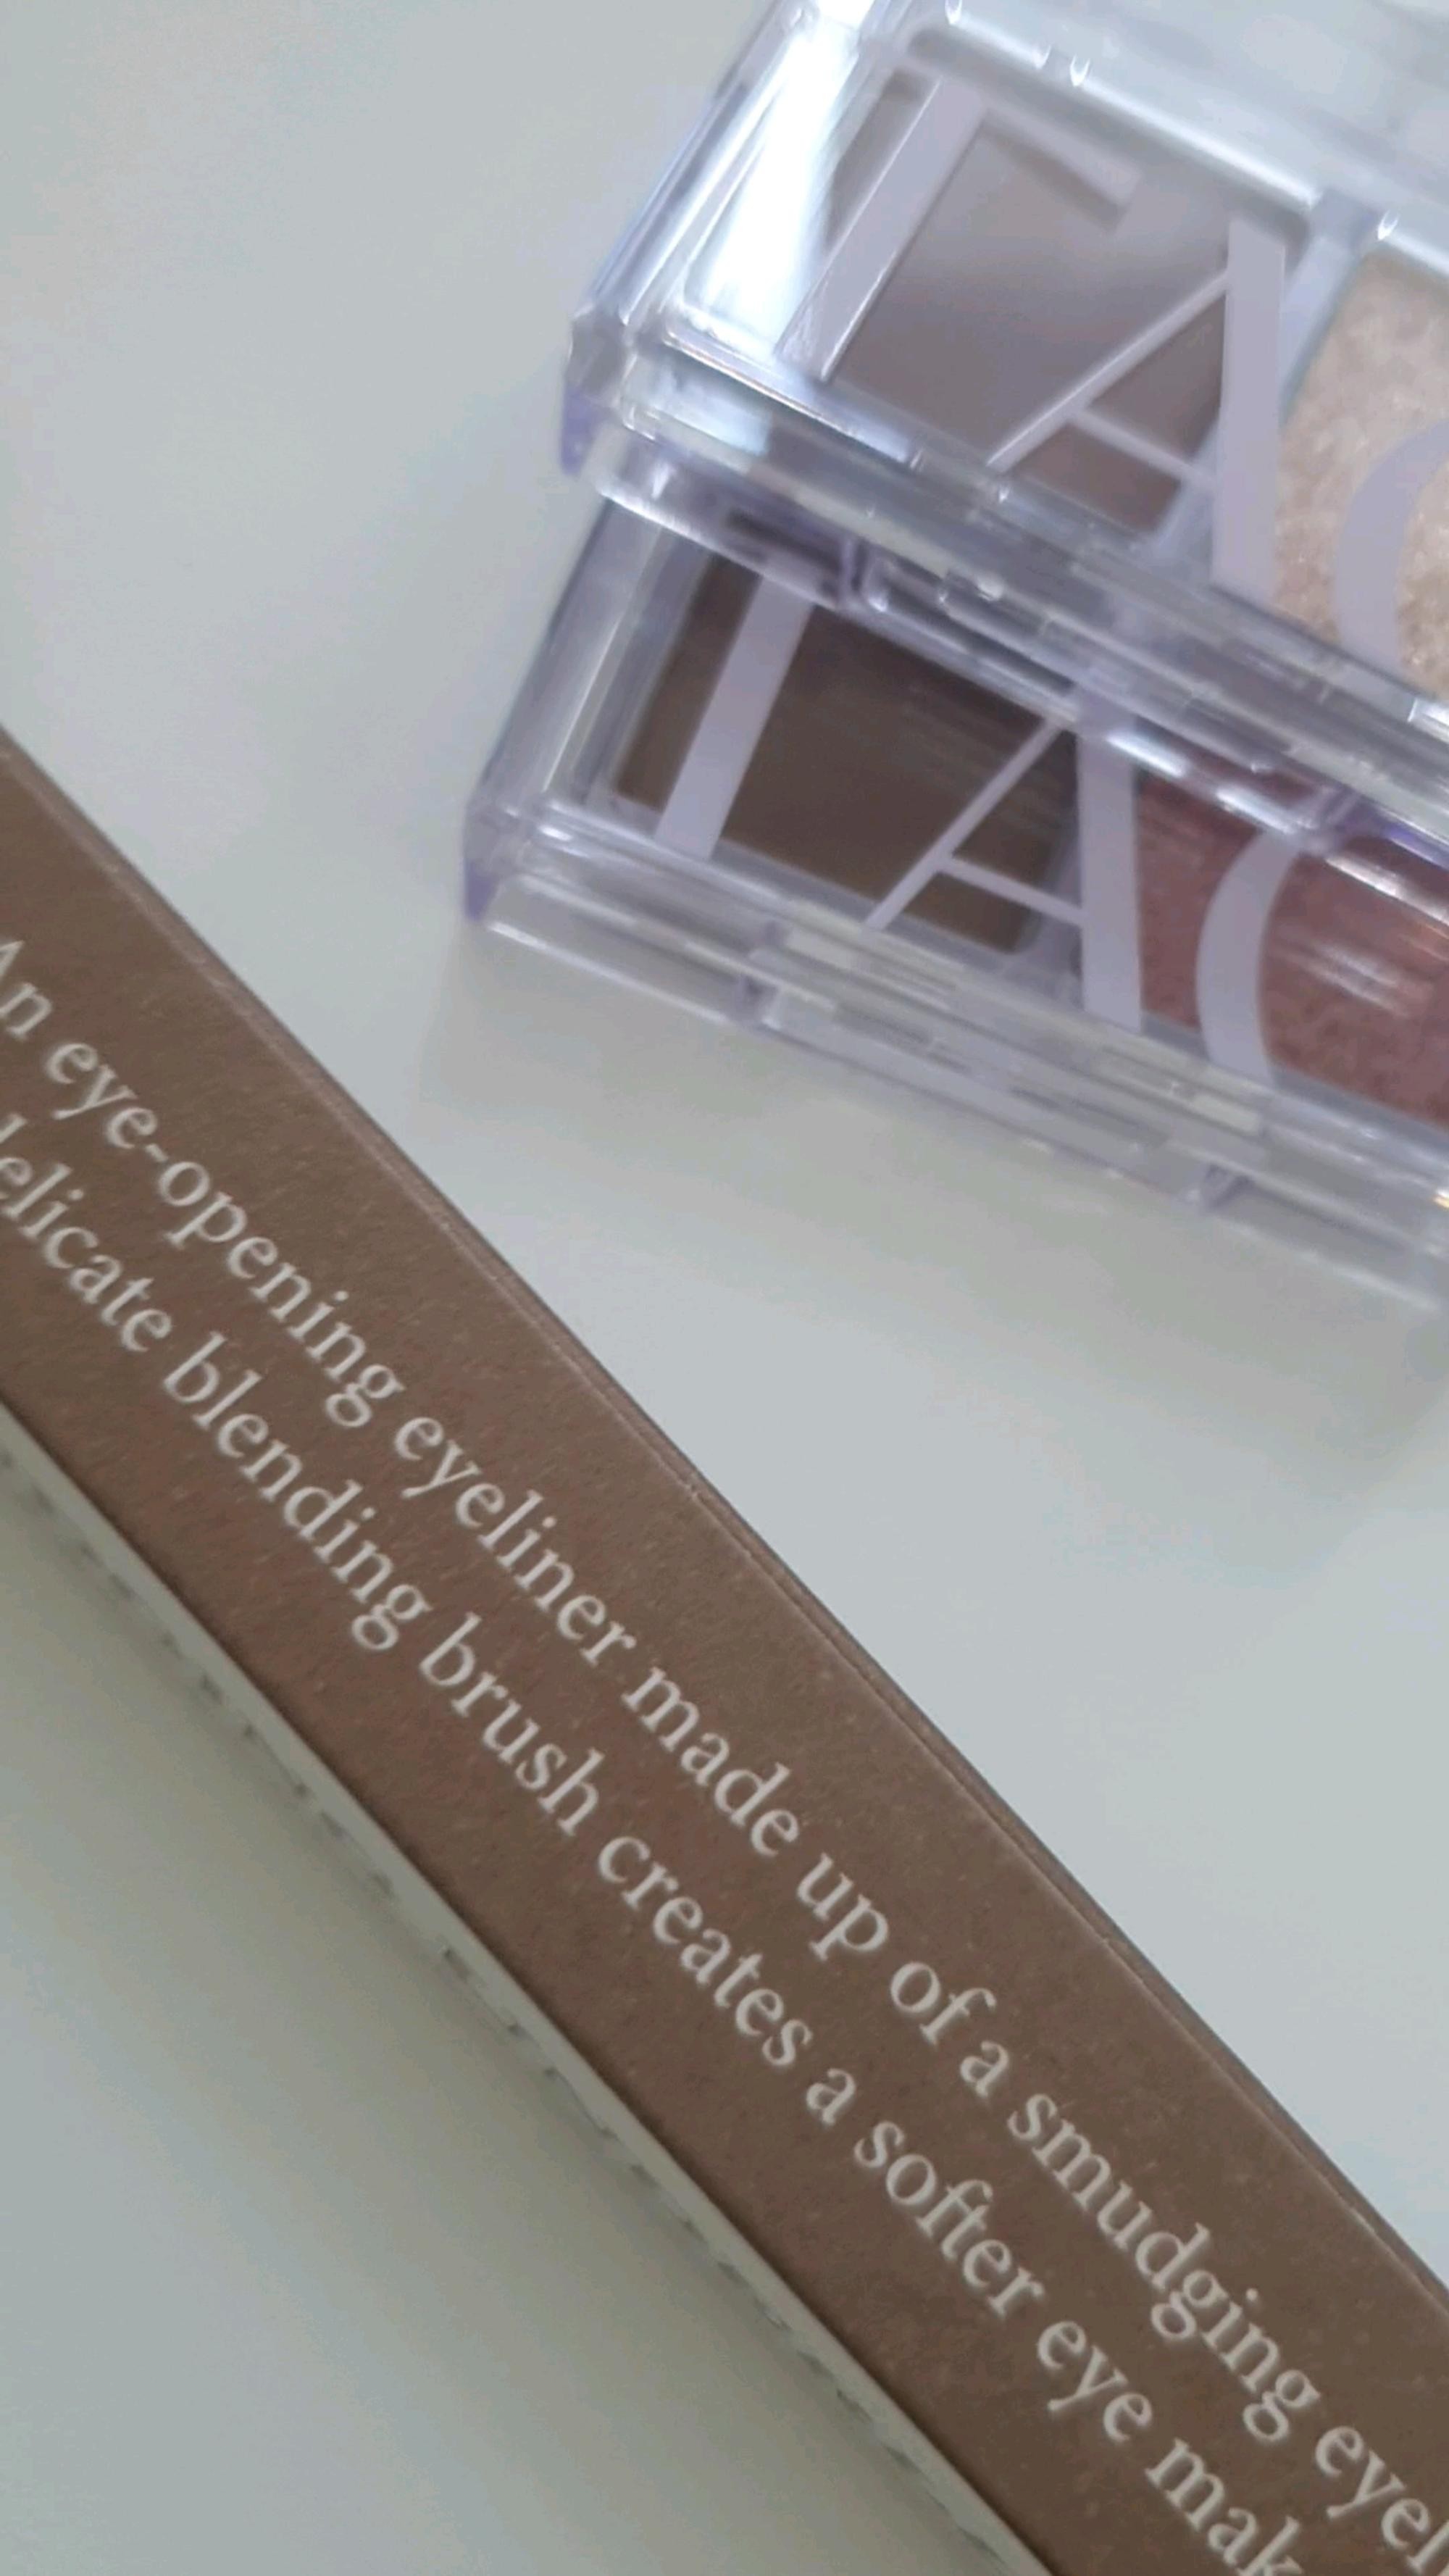 An eye-opening eyeliner made up of a smudging
blending brush creates a softer eye